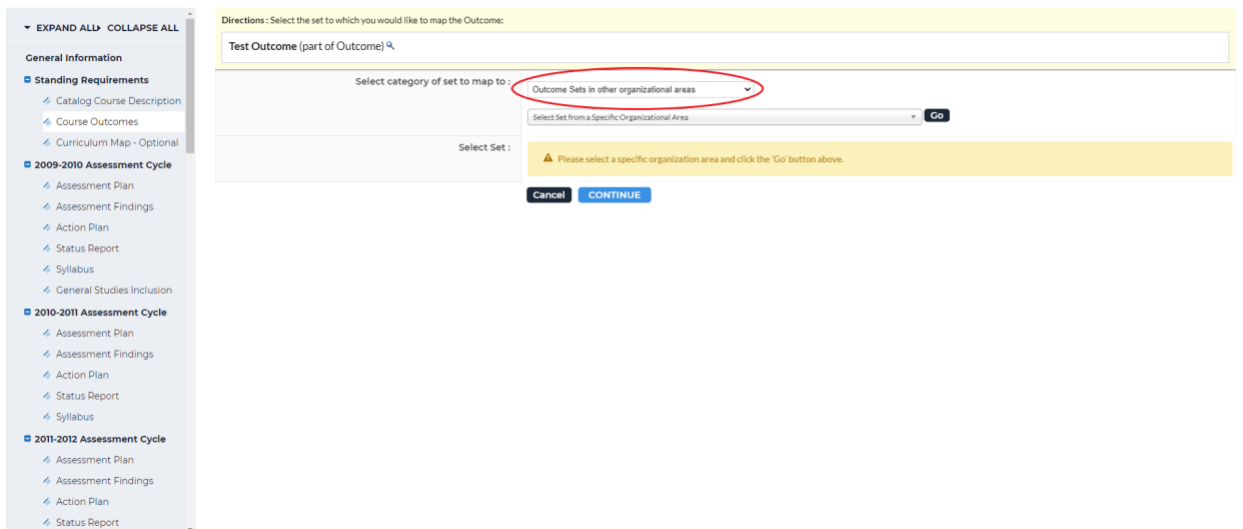 EXPAND ALL COLLAPSE ALL
General Information
Standing Requirements
Catalog Course Description
Course Outcomes
Curriculum Map - Optional
2009-2010 Assessment Cycle
Assessment Plan
Assessment Findings
Action Plan
Status Report
Syllabus
General Studies Inclusion
2010-2011 Assessment Cycle
Assessment Plan
Assessment Findings
Action Plan
Status Report
Syllabus
2011-2012 Assessment Cycle
Assessment Plan
Assessment Findings
Action Plan
Status Report
Directions : Select the set to which you would like to map the Outcome:
Test Outcome (part of Outcome)
Select category of set to map to :
Outcome Sets in other organizational areas
Select Set from a Specific Organizational Area
Go
Select Set :
Please select a specific organization area and click the 'Go' button above.
Cancel CONTINUE